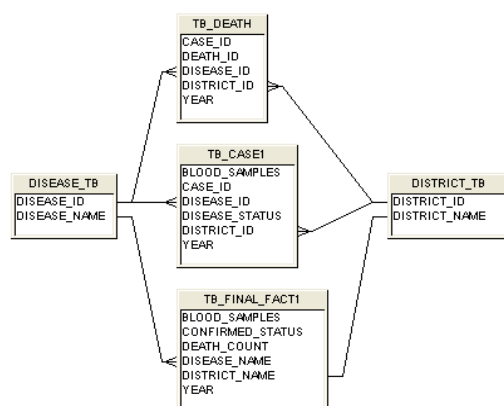 TB_DEATH
CASE_ID
DEATH_ID
DISEASE_ID
DISTRICT_ID
YEAR
DISEASE_TB
DISEASE_ID
DISEASE_NAME
TB_CASE1
BLOOD_SAMPLES
CASE_ID
DISEASE_ID
DISEASE_STATUS
DISTRICT_ID
YEAR
DISTRICT_TB
DISTRICT_ID
DISTRICT_NAME
TB_FINAL_FACT1
BLOOD_SAMPLES
CONFIRMED_STATUS
DEATH_COUNT
DISEASE_NAME
DISTRICT_NAME
YEAR